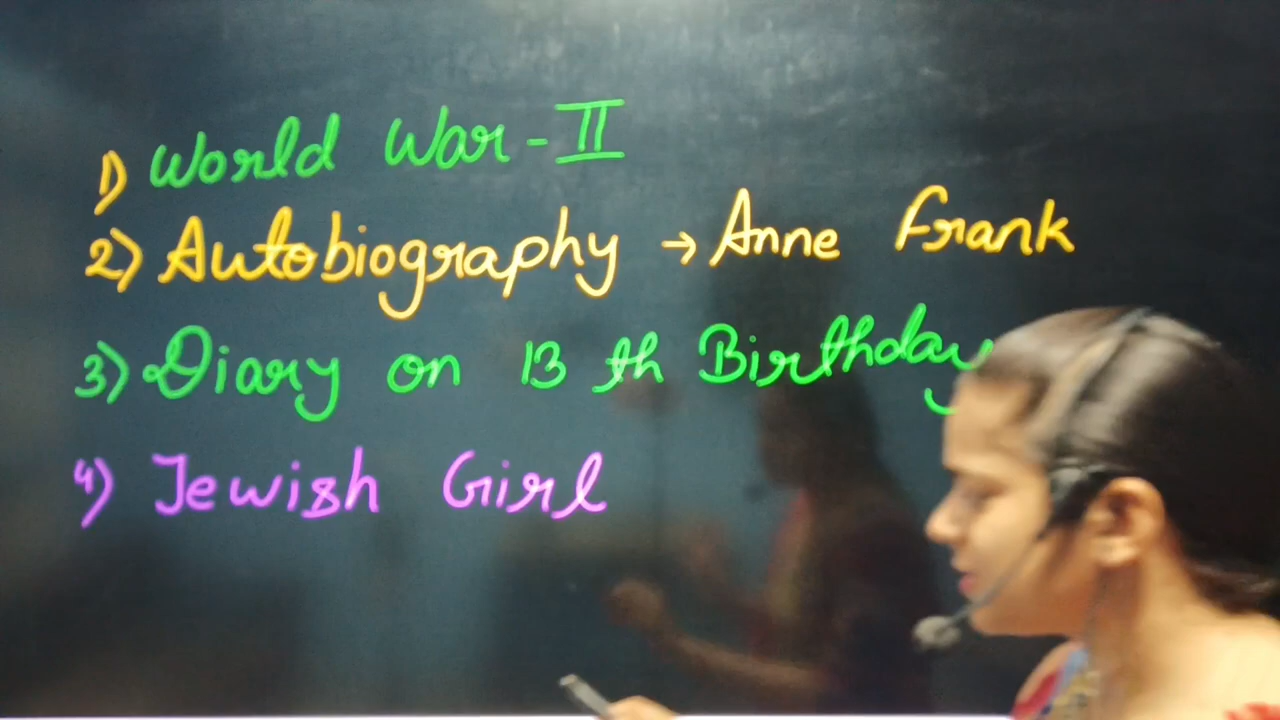 1) World War - II
2) Autobiography → Anne Frank
3) Diary on 13 th Birthday
4) Jewish Girl